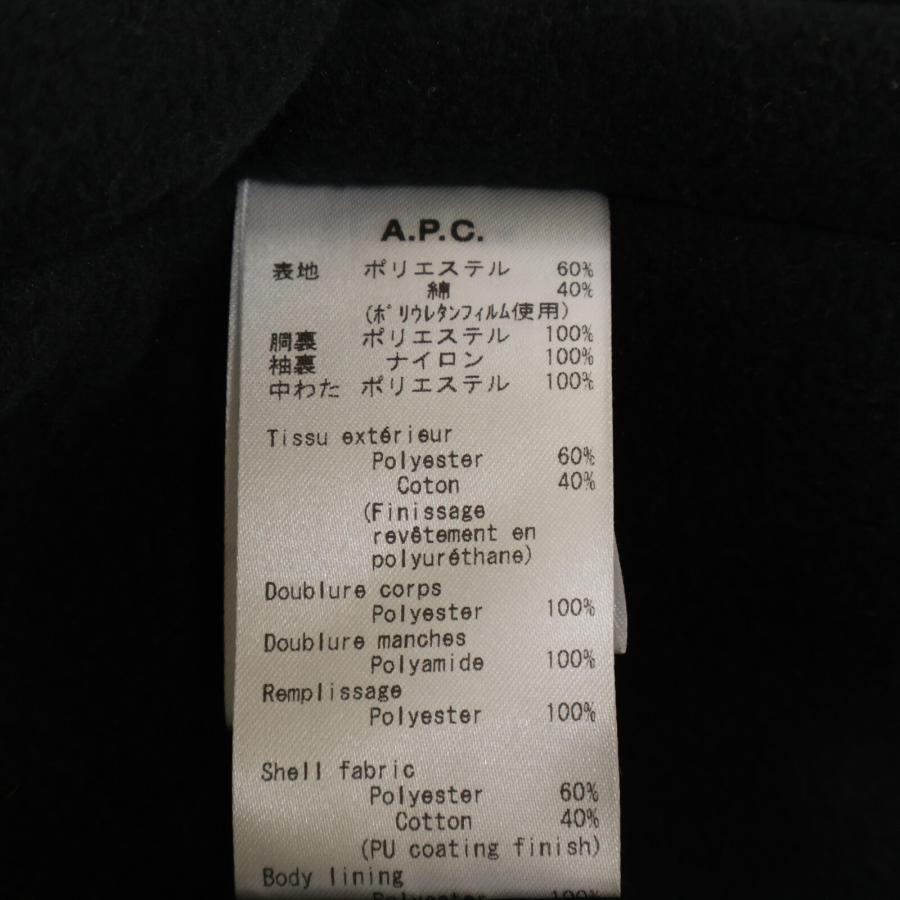 A.P.C.
表地 ポリエステル 60%
綿 40%
(ポリウレタンフィルム使用)
胴裏 ポリエステル 100%
袖裏 ナイロン 100%
中わた ポリエステル 100%
Tissu extérieur
Polyester 60%
Coton 40%
(Finissage
revêtement en
polyuréthane)
Doublure corps
Polyester 100%
Doublure manches
Polyamide 100%
Remplissage
Polyester 100%
Shell fabric
Polyester 60%
Cotton 40%
(PU coating finish)
Body lining
Polyester 100%